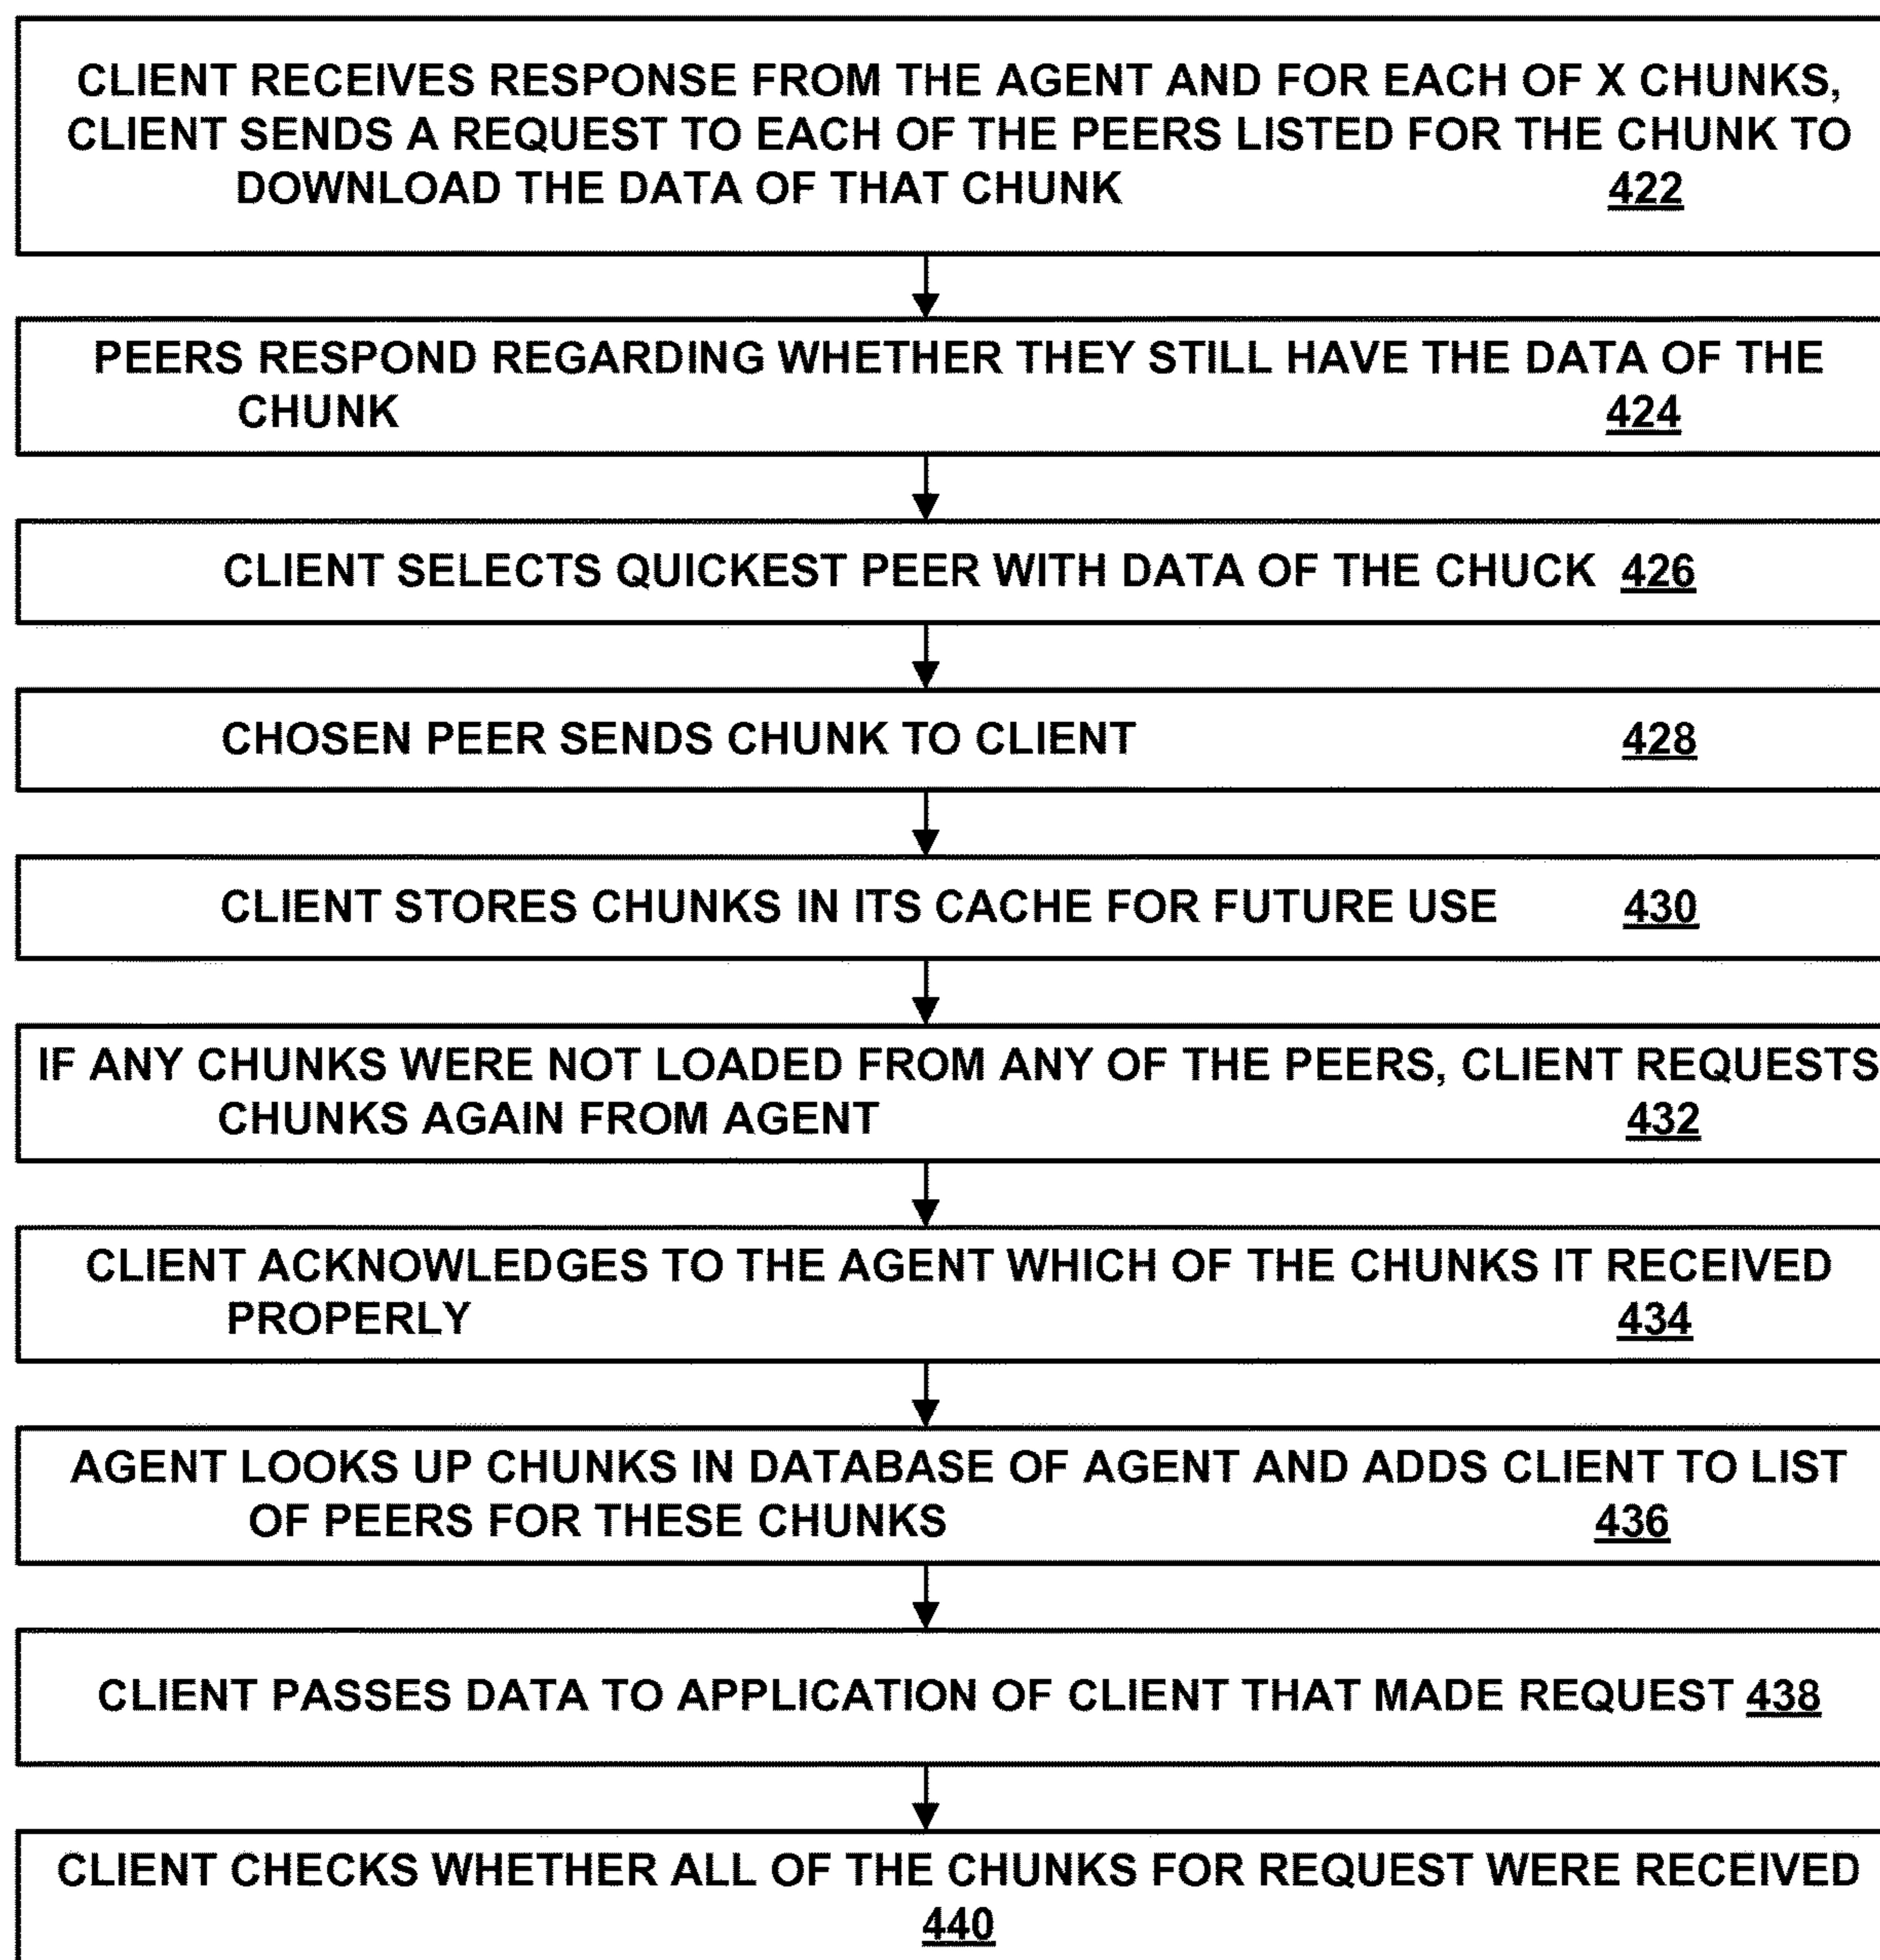 CLIENT RECEIVES RESPONSE FROM THE AGENT AND FOR EACH OF X CHUNKS,
CLIENT SENDS A REQUEST TO EACH OF THE PEERS LISTED FOR THE CHUNK TO
DOWNLOAD THE DATA OF THAT CHUNK 422
PEERS RESPOND REGARDING WHETHER THEY STILL HAVE THE DATA OF THE
CHUNK 424
CLIENT SELECTS QUICKEST PEER WITH DATA OF THE CHUCK 426
CHOSEN PEER SENDS CHUNK TO CLIENT 428
CLIENT STORES CHUNKS IN ITS CACHE FOR FUTURE USE 430
IF ANY CHUNKS WERE NOT LOADED FROM ANY OF THE PEERS, CLIENT REQUESTS
CHUNKS AGAIN FROM AGENT 432
CLIENT ACKNOWLEDGES TO THE AGENT WHICH OF THE CHUNKS IT RECEIVED
PROPERLY 434
AGENT LOOKS UP CHUNKS IN DATABASE OF AGENT AND ADDS CLIENT TO LIST
OF PEERS FOR THESE CHUNKS 436
CLIENT PASSES DATA TO APPLICATION OF CLIENT THAT MADE REQUEST 438
CLIENT CHECKS WHETHER ALL OF THE CHUNKS FOR REQUEST WERE RECEIVED
440